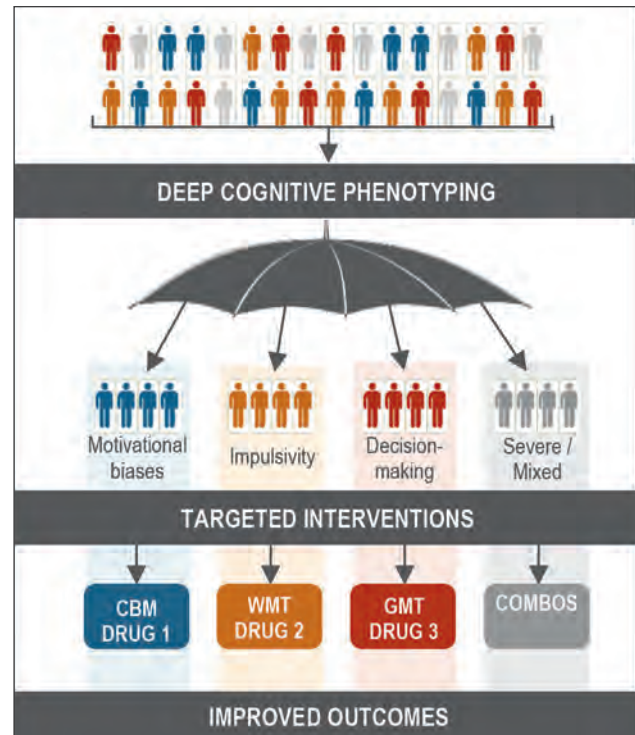 DEEP COGNITIVE PHENOTYPING
Motivational
biases
Impulsivity
Decision-
making
Severe /
Mixed
TARGETED INTERVENTIONS
CBM
DRUG 1
WMT
DRUG 2
GMT
DRUG 3
COMBOS
IMPROVED OUTCOMES